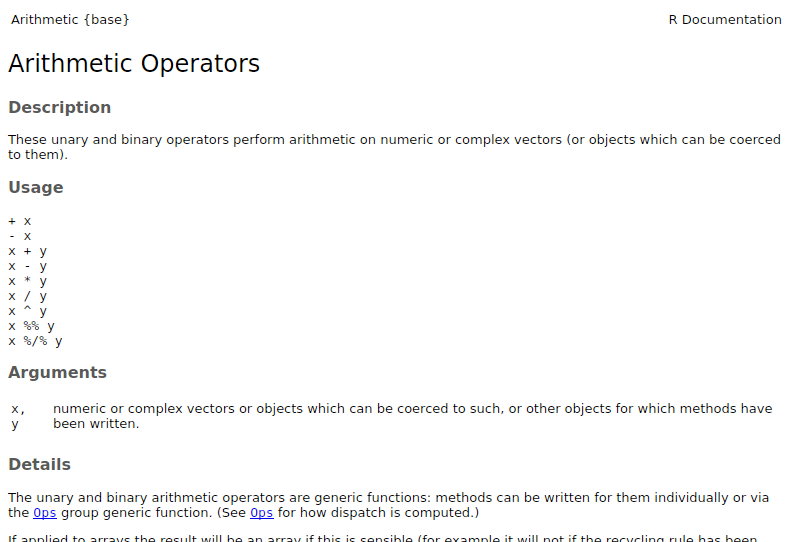 Arithmetic {base} R Documentation
Arithmetic Operators
Description
These unary and binary operators perform arithmetic on numeric or complex vectors (or objects which can be coerced
to them).
Usage
+ x
- x
x + y
x - y
x * y
x / y
x ^ y
x %% y
x %/% y
Arguments
x, numeric or complex vectors or objects which can be coerced to such, or other objects for which methods have
y been written.
Details
The unary and binary arithmetic operators are generic functions: methods can be written for them individually or via
the Ops group generic function. (See Ops for how dispatch is computed.)
If applied to arrays the result will be an array if this is sensible (for example it will not if the recycling rule has been